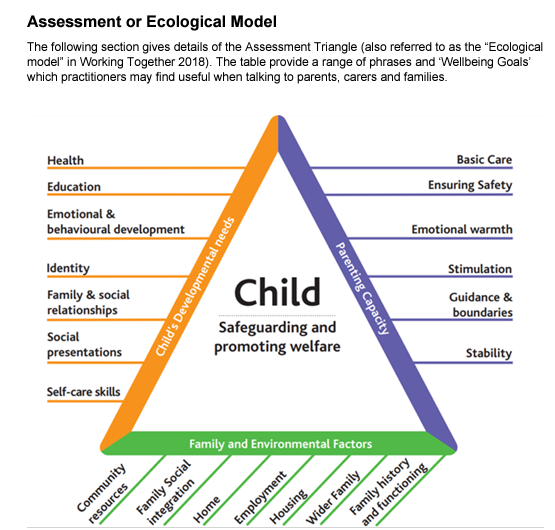 Assessment or Ecological Model
The following section gives details of the Assessment Triangle (also referred to as the “Ecological
model” in Working Together 2018). The table provide a range of phrases and ‘Wellbeing Goals’
which practitioners may find useful when talking to parents, carers and families.
Health
Education
Emotional &
behavioural development
Identity
Family & social
relationships
Social
presentations
Self-care skills
Child's Developmental needs
Child
Safeguarding and
promoting welfare
Parenting Capacity
Basic Care
Ensuring Safety
Emotional warmth
Stimulation
Guidance &
boundaries
Stability
Family and Environmental Factors
Community
resources
Family Social
integration
Home
Employment
Housing
Wider Family
Family history
and functioning